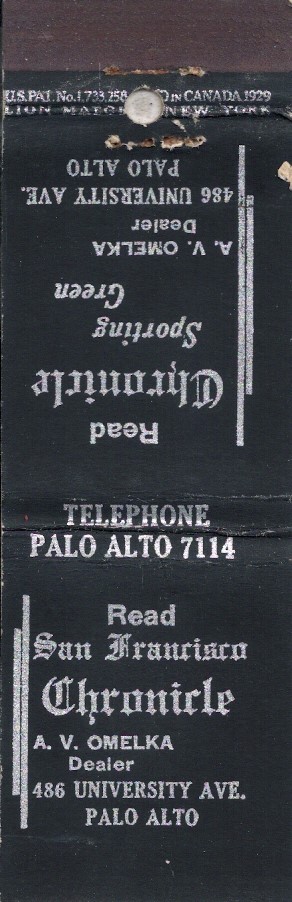 U.S. PAT. No. 1,733,258 IN CANADA 1929
LION MATCH NEW YORK
Read
Chronicle
Sporting
Green
A. V. OMELKA
Dealer
486 UNIVERSITY AVE.
PALO ALTO
TELEPHONE
PALO ALTO 7114
Read
San Francisco
Chronicle
A. V. OMELKA
Dealer
486 UNIVERSITY AVE.
PALO ALTO